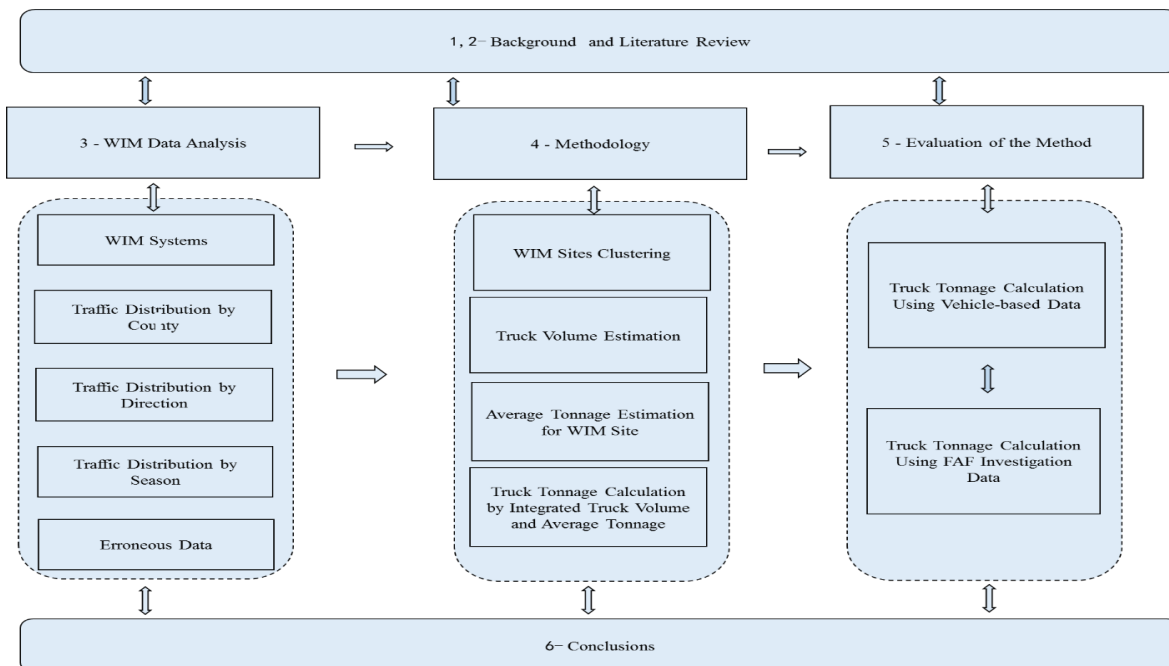 1, 2- Background and Literature Review
3 - WIM Data Analysis
4 - Methodology
5 - Evaluation of the Method
WIM Systems
Traffic Distribution by
County
Traffic Distribution by
Direction
Traffic Distribution by
Season
Erroneous Data
WIM Sites Clustering
Truck Volume Estimation
Average Tonnage Estimation
for WIM Site
Truck Tonnage Calculation
by Integrated Truck Volume
and Average Tonnage
Truck Tonnage Calculation
Using Vehicle-based Data
Truck Tonnage Calculation
Using FAF Investigation
Data
6- Conclusions